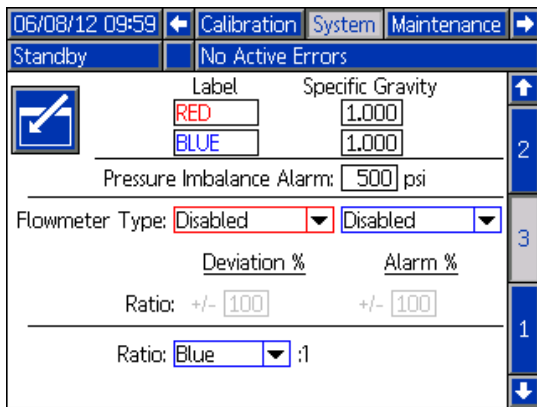 06/08/12 09:59 Calibration System Maintenance
Standby No Active Errors
Label Specific Gravity
RED 1.000
BLUE 1.000
2
Pressure Imbalance Alarm: 500 psi
Flowmeter Type: Disabled Disabled
3
Deviation % Alarm %
Ratio: +/- 100 +/- 100
1
Ratio: Blue :1